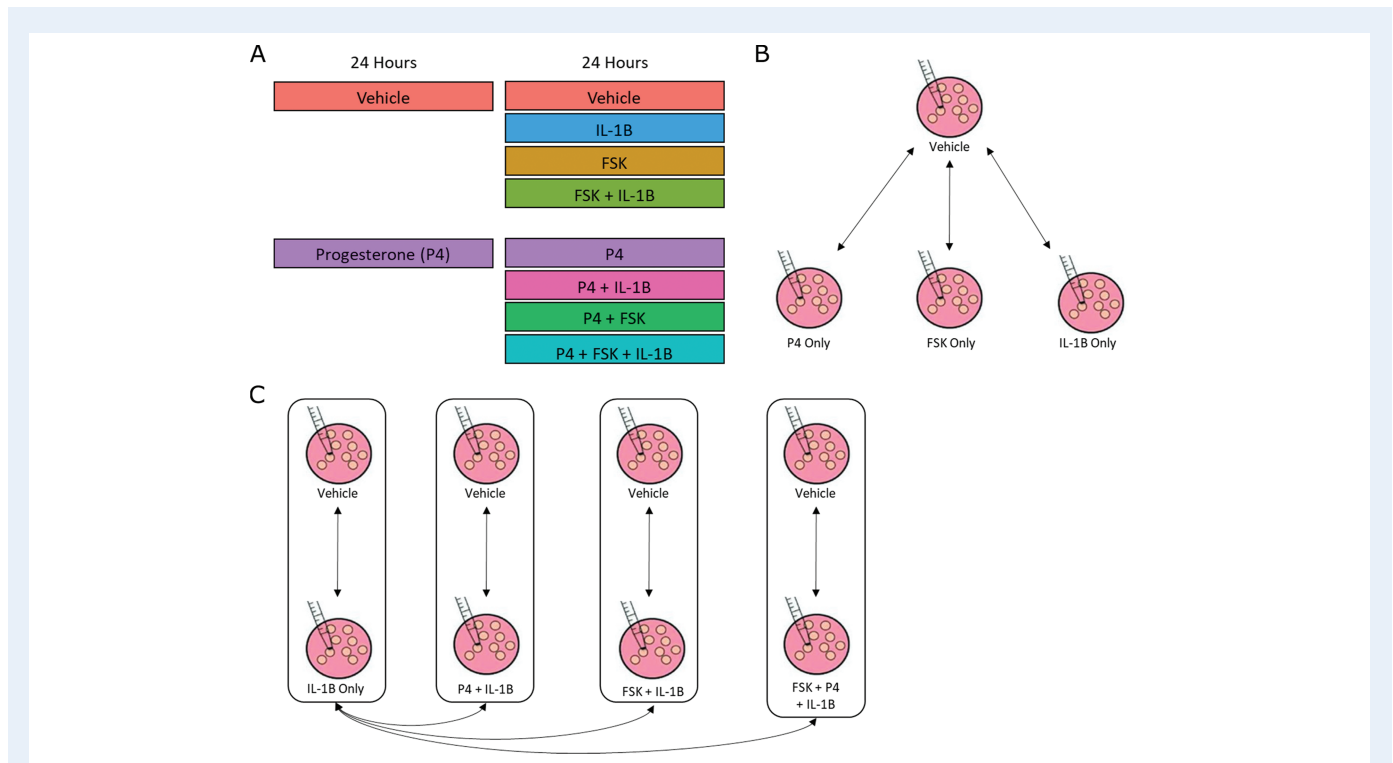 A
24 Hours
24 Hours
Vehicle
Vehicle
IL-1B
FSK
FSK + IL-1B
Progesterone (P4)
P4
P4 + IL-1B
P4 + FSK
P4 + FSK + IL-1B
B
Vehicle
P4 Only
FSK Only
IL-1B Only
C
Vehicle
Vehicle
Vehicle
Vehicle
IL-1B Only
P4 + IL-1B
FSK + IL-1B
FSK + P4
+ IL-1B